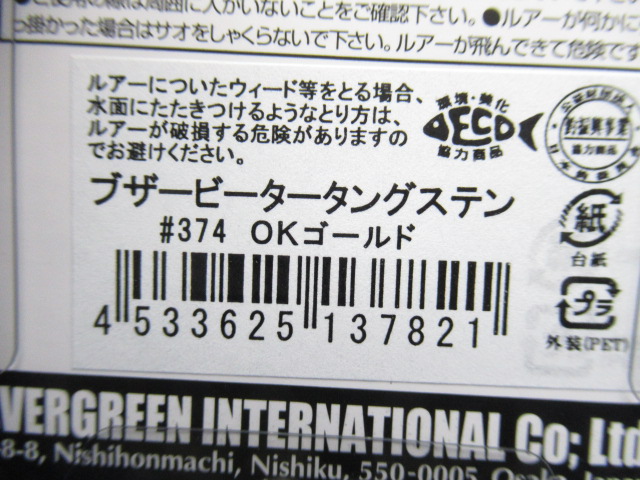 ご使用の際は周囲に人がいないことをご確認下さい。●ルアーが何かに
っ掛かった場合はサオをしゃくらないで下さい。ルアーが飛んできて危険です
ルアーについたウィード等をとる場合、
水面にたたきつけるようなとり方は、
ルアーが破損する危険がありますの
でお避けください。
環境・美化
ECO
協力商品
協力商品
ブザービータータングステン
#374 OKゴールド
紙
台紙
4 533625 137821
プラ
外装(PET)
VERGREEN INTERNATIONAL Co; Ltd
8-8, Nishihonmachi, Nishiku, 550-0005 Osaka